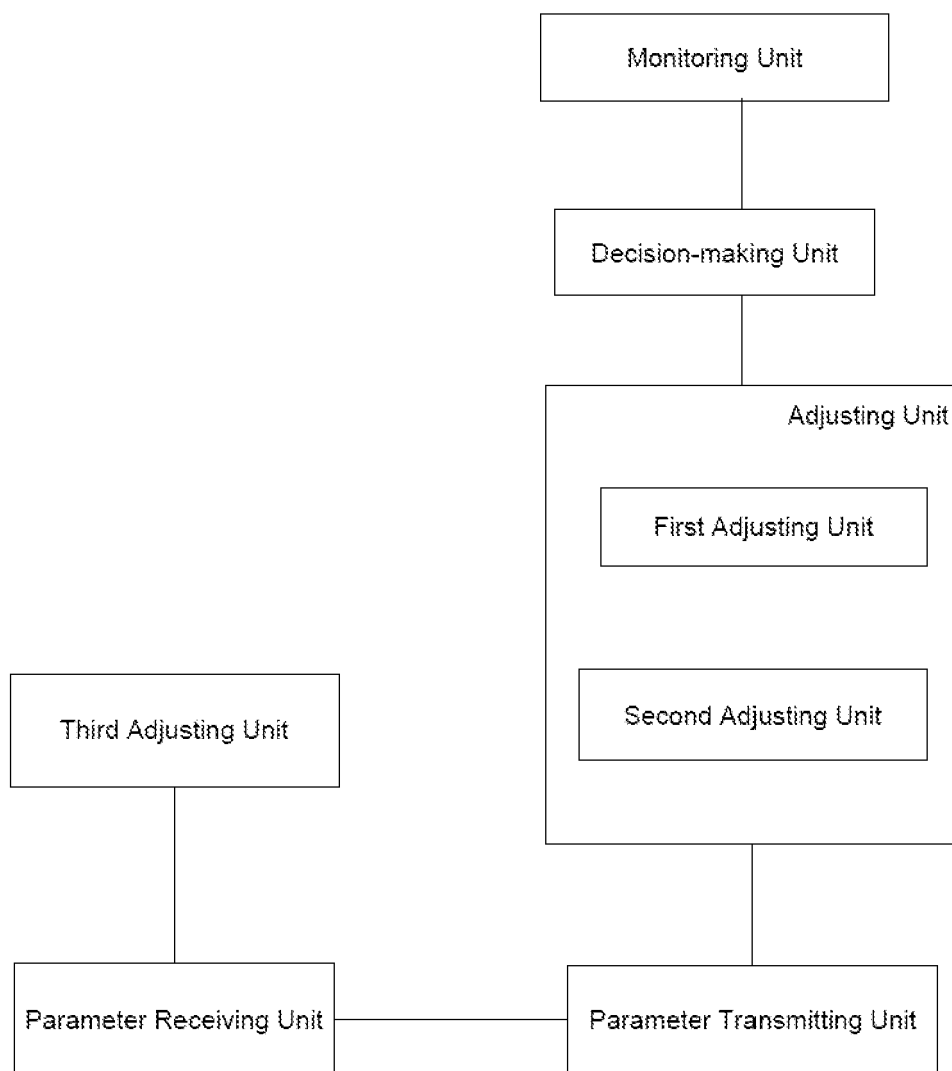 Monitoring Unit
Decision-making Unit
Adjusting Unit
First Adjusting Unit
Second Adjusting Unit
Third Adjusting Unit
Parameter Receiving Unit
Parameter Transmitting Unit